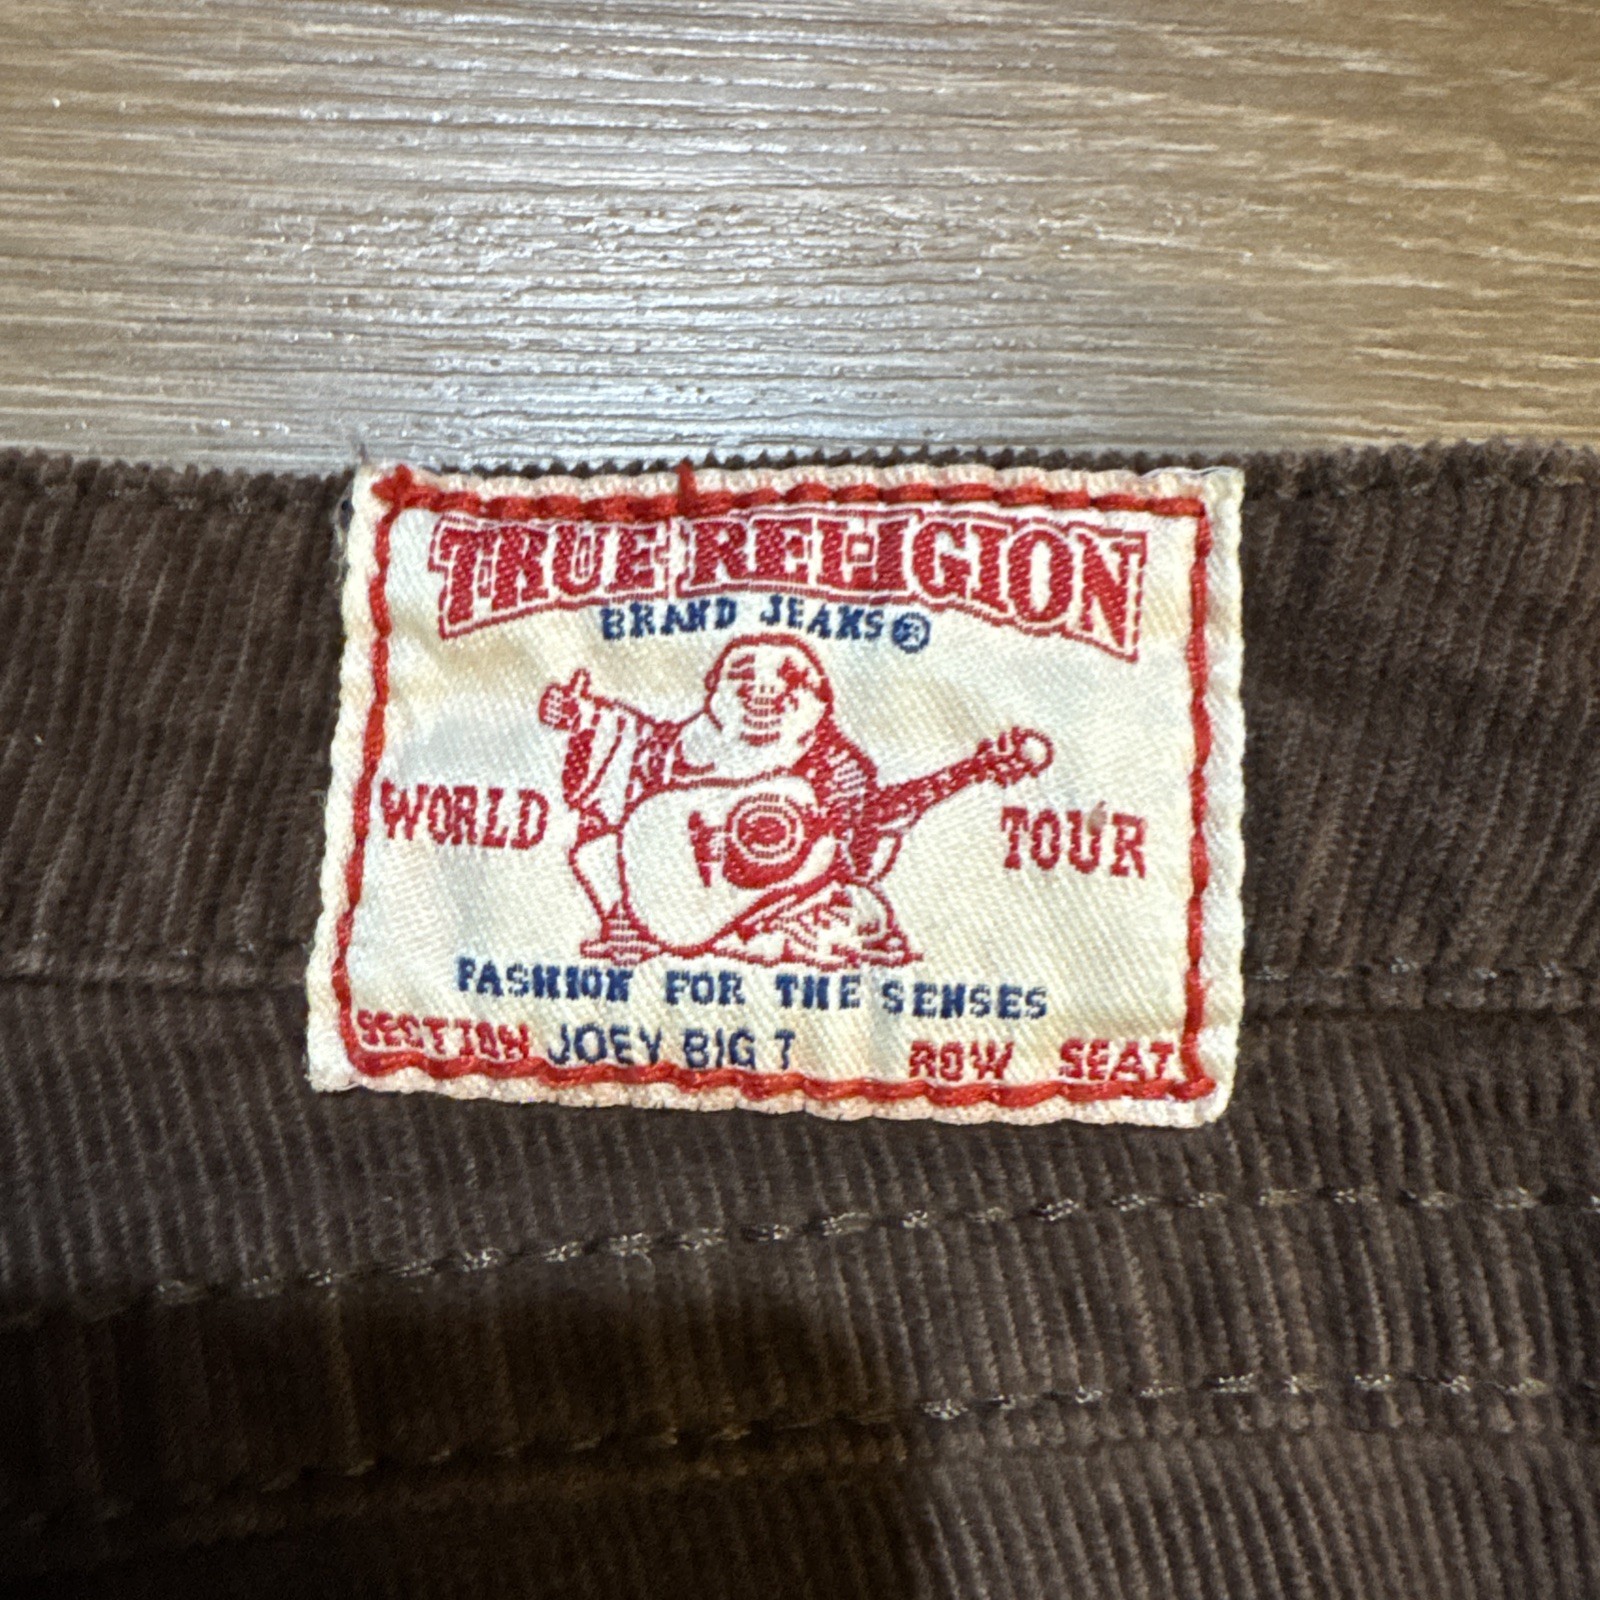 TRUE RELIGION
BRAND JEANS®
WORLD TOUR
FASHION FOR THE SENSES
SECTION JOEY BIG T ROW SEAT